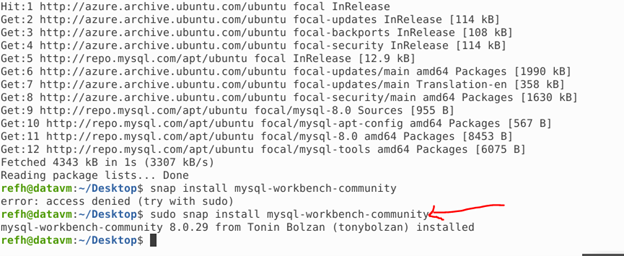 Hit:1 http://azure.archive.ubuntu.com/ubuntu focal InRelease
Get:2 http://azure.archive.ubuntu.com/ubuntu focal-updates InRelease [114 kB]
Get:3 http://azure.archive.ubuntu.com/ubuntu focal-backports InRelease [108 kB]
Get:4 http://azure.archive.ubuntu.com/ubuntu focal-security InRelease [114 kB]
Get:5 http://repo.mysql.com/apt/ubuntu focal InRelease [12.9 kB]
Get:6 http://azure.archive.ubuntu.com/ubuntu focal-updates/main amd64 Packages [1990 kB]
Get:7 http://azure.archive.ubuntu.com/ubuntu focal-updates/main Translation-en [358 kB]
Get:8 http://azure.archive.ubuntu.com/ubuntu focal-security/main amd64 Packages [1630 kB]
Get:9 http://repo.mysql.com/apt/ubuntu focal/mysql-8.0 Sources [955 B]
Get:10 http://repo.mysql.com/apt/ubuntu focal/mysql-apt-config amd64 Packages [567 B]
Get:11 http://repo.mysql.com/apt/ubuntu focal/mysql-8.0 amd64 Packages [8453 B]
Get:12 http://repo.mysql.com/apt/ubuntu focal/mysql-tools amd64 Packages [6075 B]
Fetched 4343 kB in 1s (3307 kB/s)
Reading package lists... Done
refh@datavm:~/Desktop$ snap install mysql-workbench-community
error: access denied (try with sudo)
refh@datavm:~/Desktop$ sudo snap install mysql-workbench-community
mysql-workbench-community 8.0.29 from Tonin Bolzan (tonybolzan) installed
refh@datavm:~/Desktop$